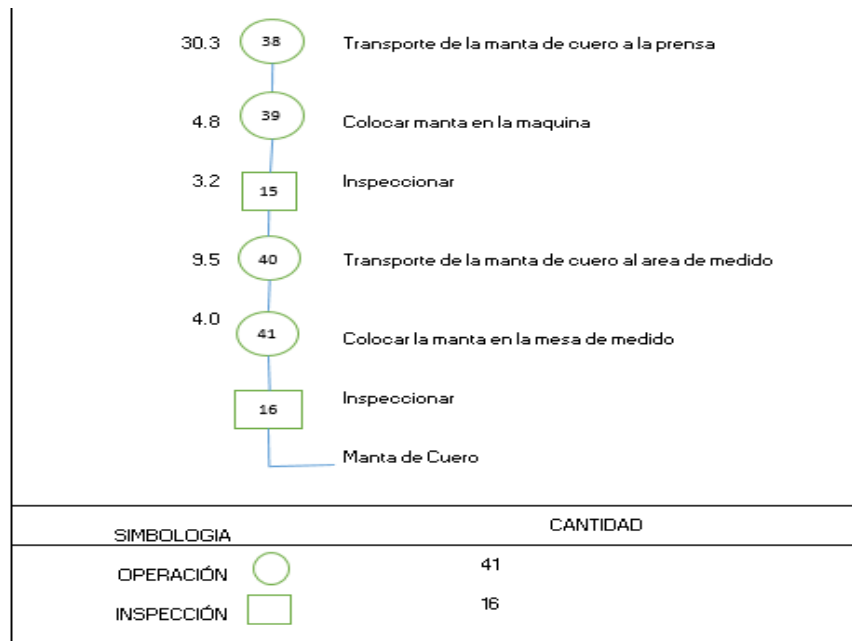 30.3 38 Transporte de la manta de cuero a la prensa
4.8 39 Colocar manta en la maquina
3.2 15 Inspeccionar
9.5 40 Transporte de la manta de cuero al area de medido
4.0 41 Colocar la manta en la mesa de medido
16 Inspeccionar
Manta de Cuero
SIMBOLOGIA CANTIDAD
OPERACIÓN 41
INSPECCIÓN 16